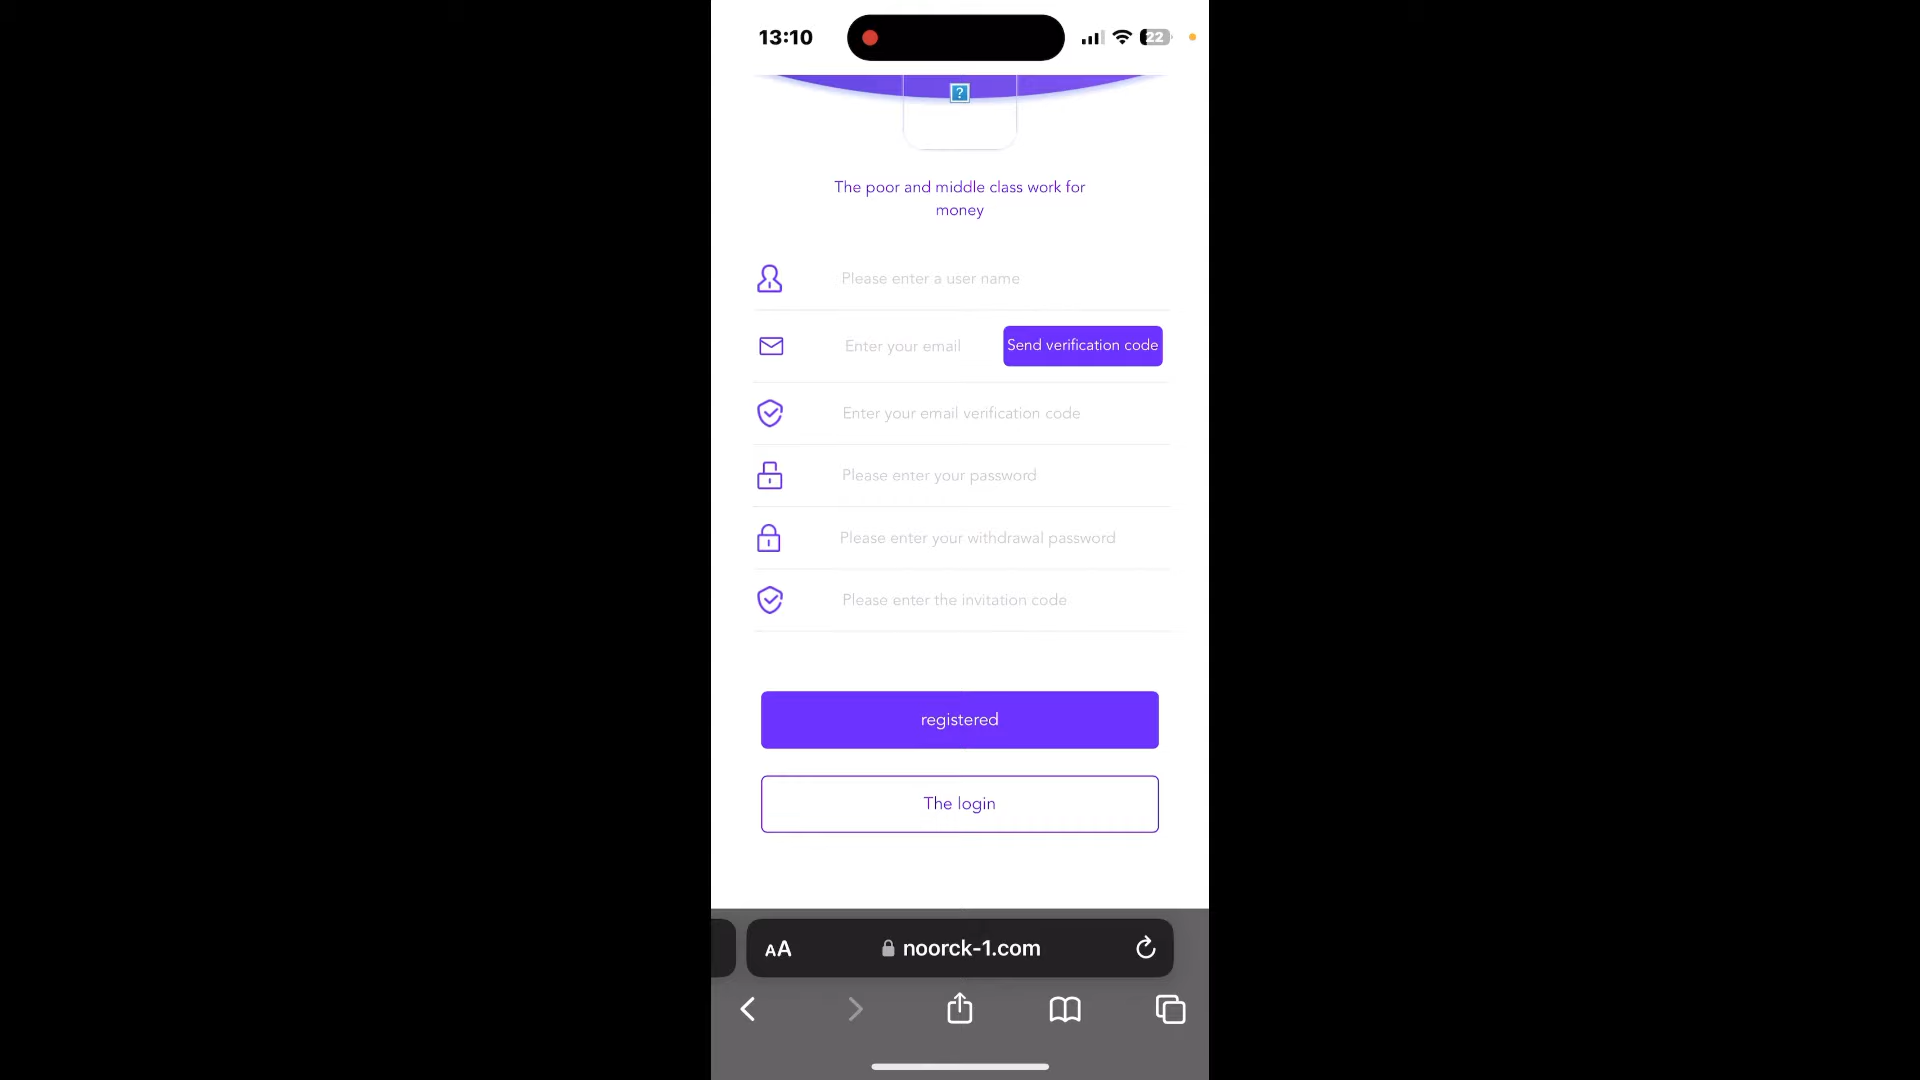 13:10
22
?
The poor and middle class work for
money
Please enter a user name
Enter your email
Send verification code
Enter your email verification code
Please enter your password
Please enter your withdrawal password
Please enter the invitation code
registered
The login
AA
noorck-1.com